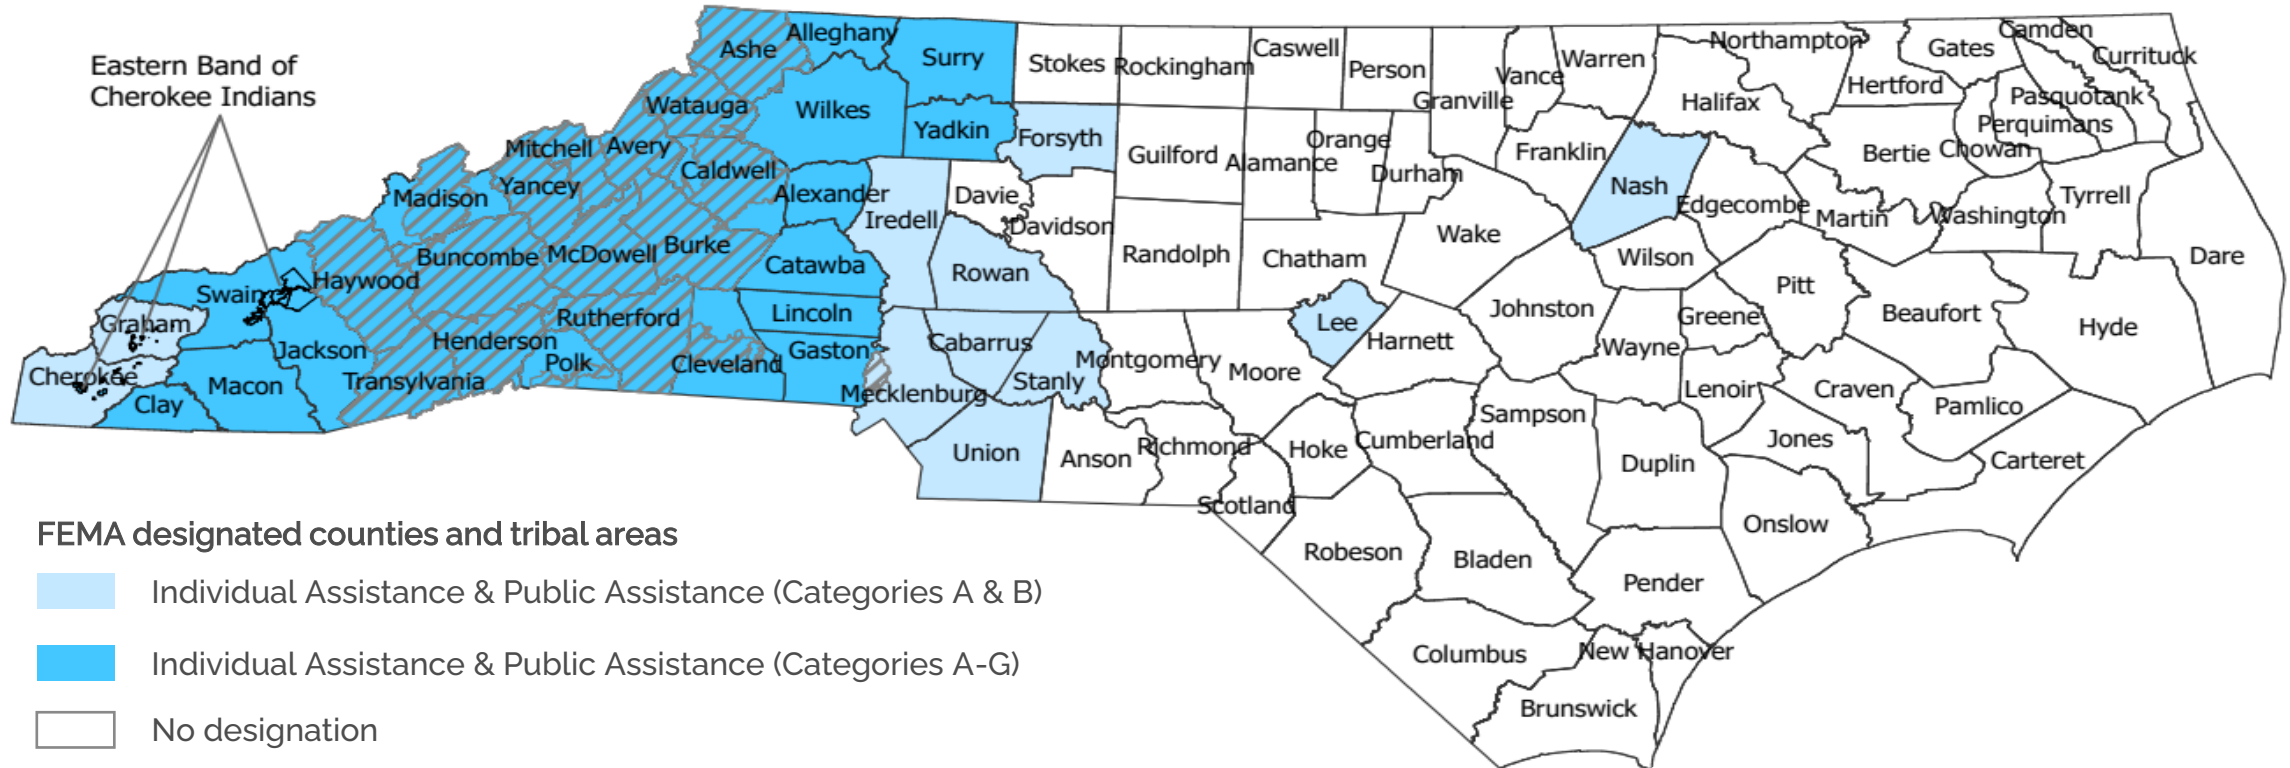 Eastern Band of
Cherokee Indians
Ashe
Alleghany
Surry
Stokes
Rockingham
Caswell
Person
Granville
Vance
Warren
Northampton
Gates
Camden
Currituck
Hertford
Halifax
Pasquotank
Perquimans
Chowan
Bertie
Watauga
Wilkes
Yadkin
Forsyth
Guilford
Alamance
Orange
Durham
Franklin
Nash
Edgecombe
Martin
Washington
Tyrrell
Dare
Mitchell
Avery
Caldwell
Alexander
Iredell
Davie
Davidson
Madison
Yancey
Buncombe
McDowell
Burke
Catawba
Rowan
Randolph
Chatham
Wake
Wilson
Pitt
Beaufort
Hyde
Swain
Haywood
Graham
Jackson
Henderson
Rutherford
Lincoln
Gaston
Cabarrus
Stanly
Montgomery
Moore
Lee
Harnett
Johnston
Greene
Wayne
Lenoir
Craven
Pamlico
Cherokee
Clay
Macon
Transylvania
Polk
Cleveland
Mecklenburg
Union
Anson
Richmond
Scotland
Hoke
Cumberland
Sampson
Duplin
Jones
Carteret
Onslow
Robeson
Bladen
Pender
Columbus
New Hanover
Brunswick
FEMA designated counties and tribal areas
Individual Assistance & Public Assistance (Categories A & B)
Individual Assistance & Public Assistance (Categories A-G)
No designation